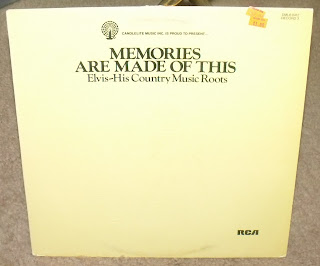 CANDLELITE MUSIC INC. IS PROUD TO PRESENT ...
MEMORIES
ARE MADE OF THIS
Elvis-His Country Music Roots
RCA